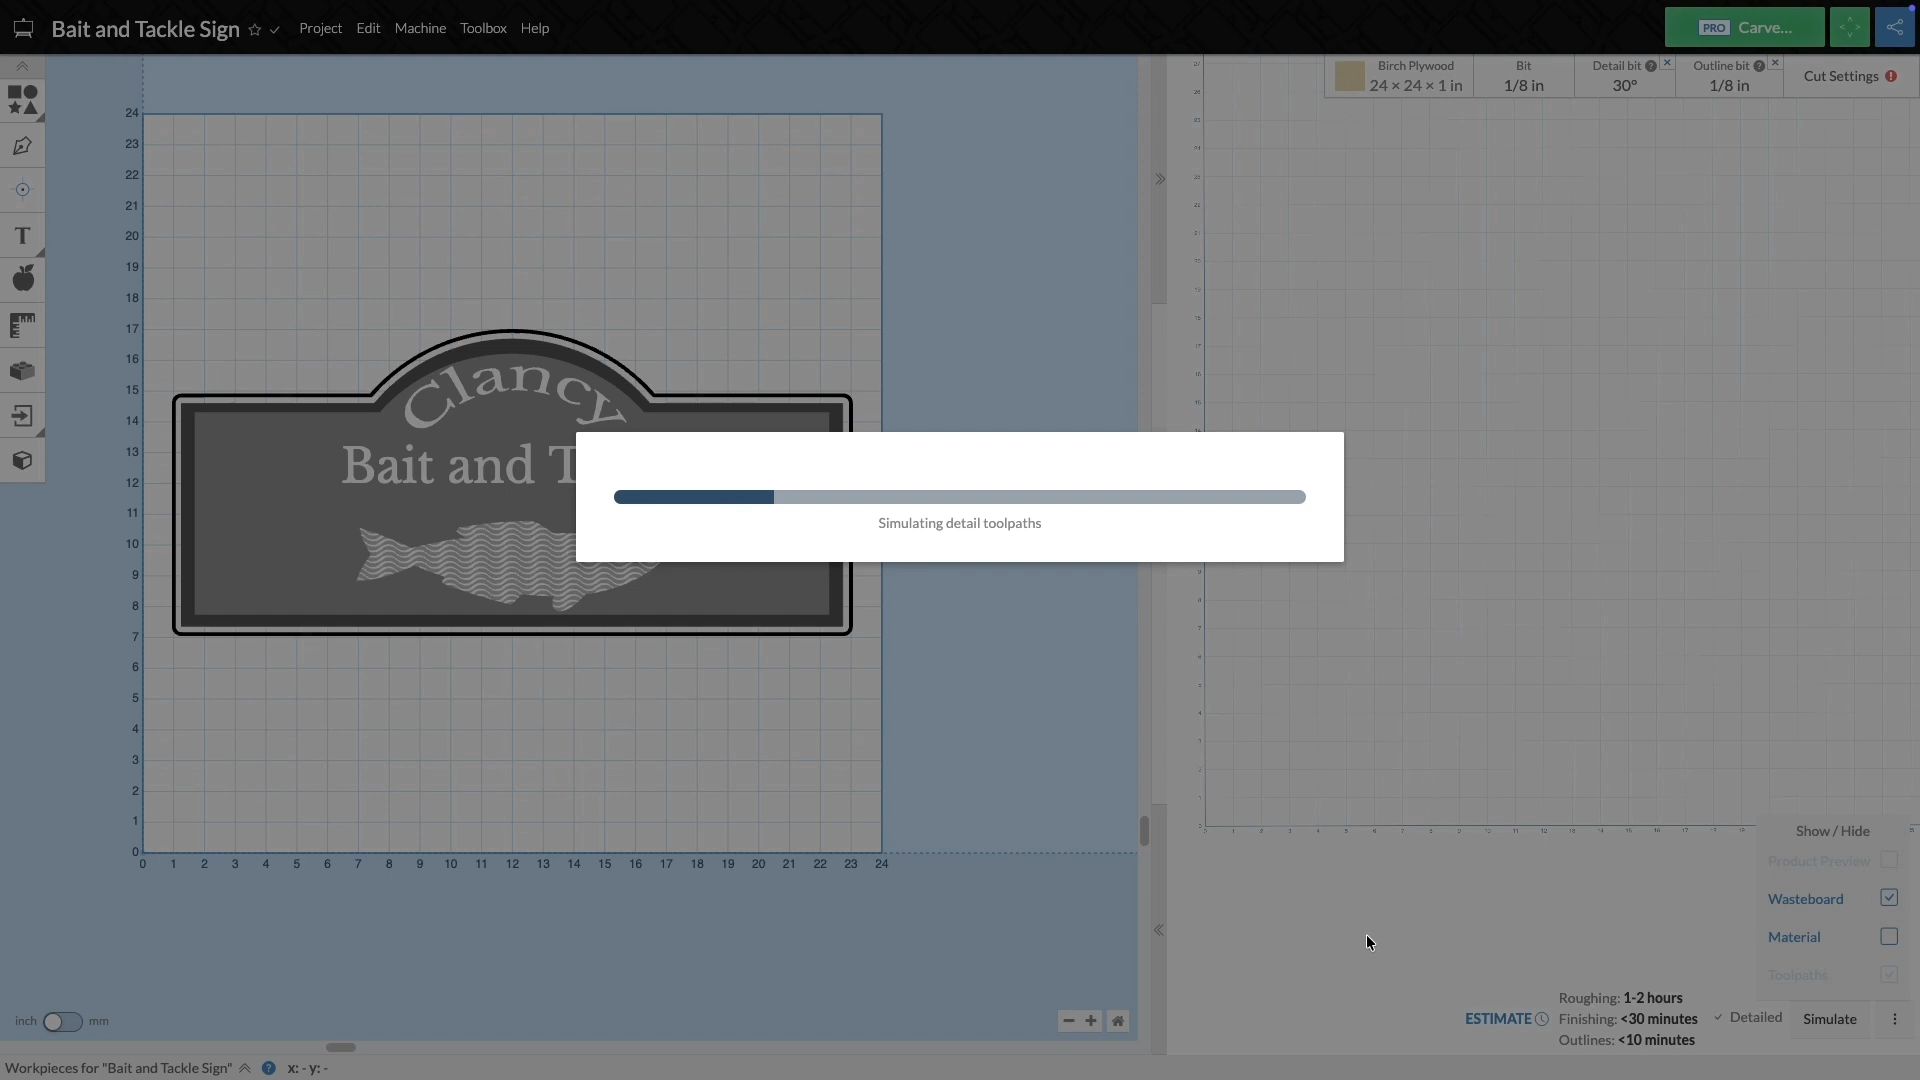 Bait and Tackle Sign
Project Edit Machine Toolbox Help
PRO Carve...
Birch Plywood
24 × 24 × 1 in
Bit
1/8 in
Detail bit ?
30°
Outline bit ?
1/8 in
Cut Settings !
T
24
23
22
21
20
19
18
17
16
15
14
13
12
11
10
9
8
7
6
5
4
3
2
1
0
0 1 2 3 4 5 6 7 8 9 10 11 12 13 14 15 16 17 18 19 20 21 22 23 24
Clancy
Bait and T
Simulating detail toolpaths
Show / Hide
Product Preview
Wasteboard
Material
Toolpaths
inch mm
ESTIMATE
Roughing: 1-2 hours
Finishing: <30 minutes
Outlines: <10 minutes
Detailed
Simulate
Workpieces for "Bait and Tackle Sign" ? x: - y: -